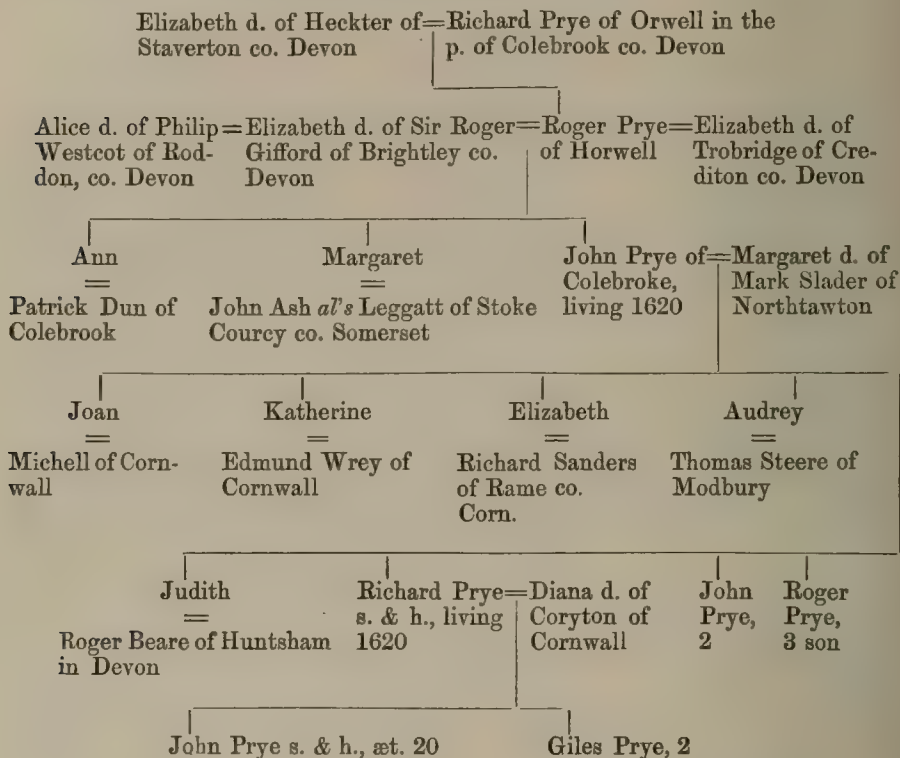 Elizabeth d. of Heckter of=Richard Prye of Orwell in the
Staverton co. Devon p. of Colebrook co. Devon
Alice d. of Philip=Elizabeth d. of Sir Roger=Roger Prye=Elizabeth d. of
Westcot of Rod- Gifford of Brightley co. of Horwell Trobridge of Cre-
don, co. Devon Devon diton co. Devon
Ann Margaret John Prye of=Margaret d. of
= = Colebroke, Mark Slader of
Patrick Dun of John Ash al's Leggatt of Stoke living 1620 Northtawton
Colebrook Courcy co. Somerset
Joan Katherine Elizabeth Audrey
= = = =
Michell of Corn- Edmund Wrey of Richard Sanders Thomas Steere of
wall Cornwall of Rame co. Modbury
Corn.
Judith Richard Prye=Diana d. of John Roger
= s. & h., living Coryton of Prye, Prye,
Roger Beare of Huntsham 1620 Cornwall 2 3 son
in Devon
John Prye s. & h., æt. 20 Giles Prye, 2